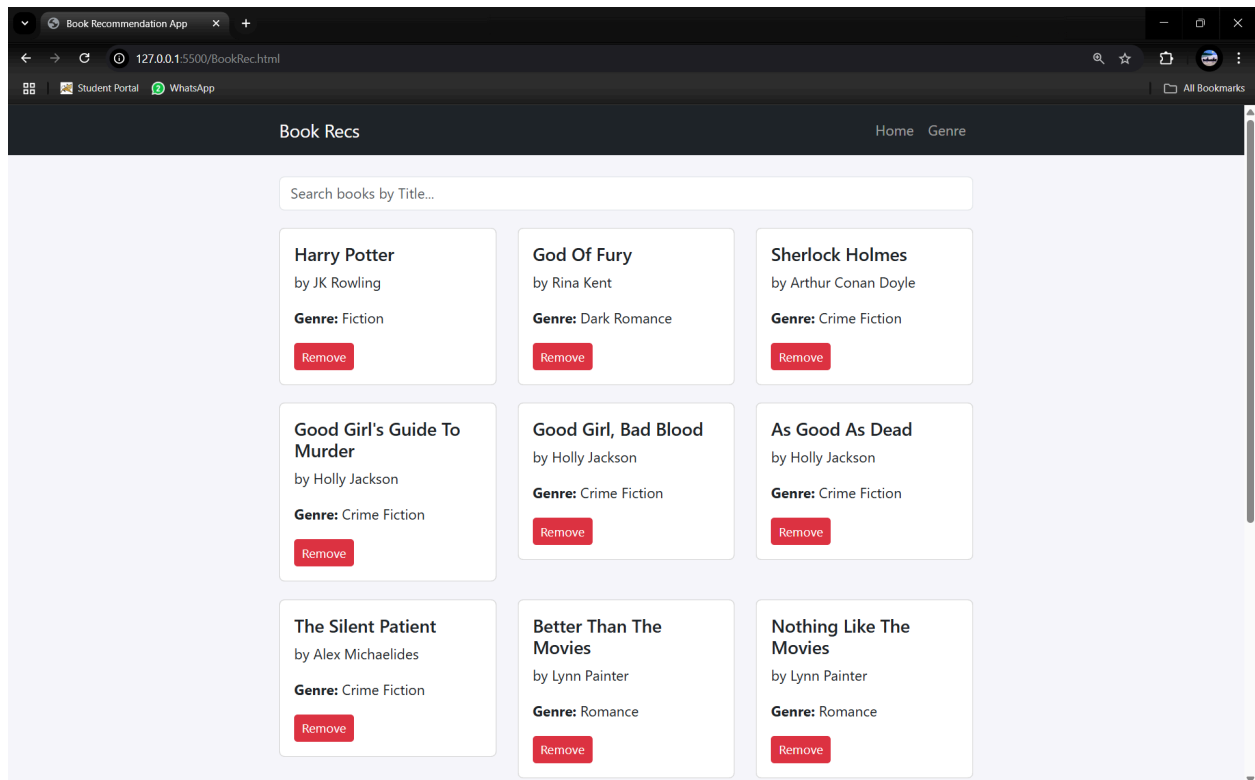 Book Recommendation App
127.0.0.1:5500/BookRec.html
Student Portal
2
WhatsApp
All Bookmarks
Book Recs
Home
Genre
Search books by Title...
Harry Potter
by JK Rowling
Genre: Fiction
Remove
God Of Fury
by Rina Kent
Genre: Dark Romance
Remove
Sherlock Holmes
by Arthur Conan Doyle
Genre: Crime Fiction
Remove
Good Girl's Guide To
Murder
by Holly Jackson
Genre: Crime Fiction
Remove
Good Girl, Bad Blood
by Holly Jackson
Genre: Crime Fiction
Remove
As Good As Dead
by Holly Jackson
Genre: Crime Fiction
Remove
The Silent Patient
by Alex Michaelides
Genre: Crime Fiction
Remove
Better Than The
Movies
by Lynn Painter
Genre: Romance
Remove
Nothing Like The
Movies
by Lynn Painter
Genre: Romance
Remove